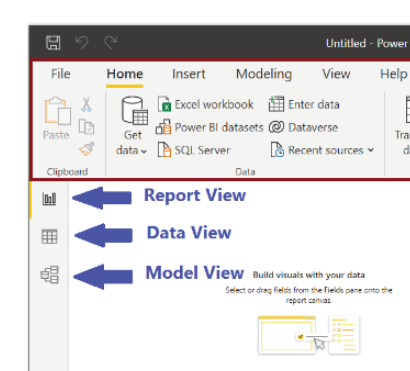 Untitled - Power
File Home Insert Modeling View Help
Paste
Get data
Excel workbook
Power BI datasets
SQL Server
Enter data
Dataverse
Recent sources
Clipboard
Data
Report View
Data View
Model View
Build visuals with your data
Select or drag fields from the Fields pane onto the
report canvas.